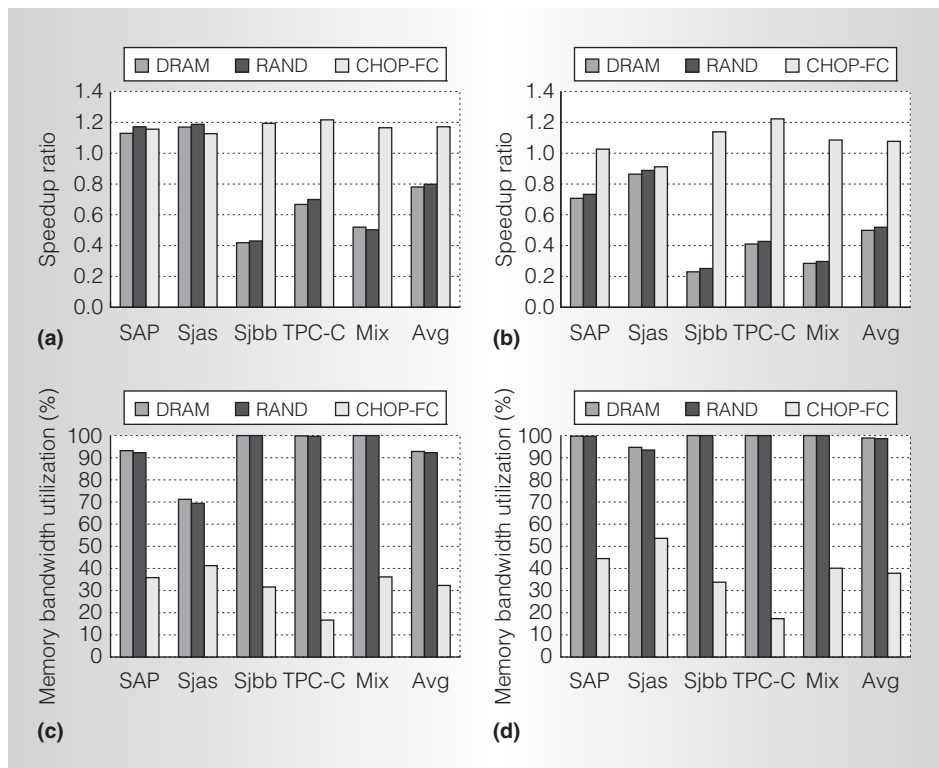 DRAM RAND CHOP-FC
Speedup ratio
1.4
1.2
1.0
0.8
0.6
0.4
0.2
0.0
SAP Sjas Sjbb TPC-C Mix Avg
(a)
DRAM RAND CHOP-FC
Speedup ratio
1.4
1.2
1.0
0.8
0.6
0.4
0.2
0.0
SAP Sjas Sjbb TPC-C Mix Avg
(b)
DRAM RAND CHOP-FC
Memory bandwidth utilization (%)
100
90
80
70
60
50
40
30
20
10
0
SAP Sjas Sjbb TPC-C Mix Avg
(c)
DRAM RAND CHOP-FC
Memory bandwidth utilization (%)
100
90
80
70
60
50
40
30
20
10
0
SAP Sjas Sjbb TPC-C Mix Avg
(d)